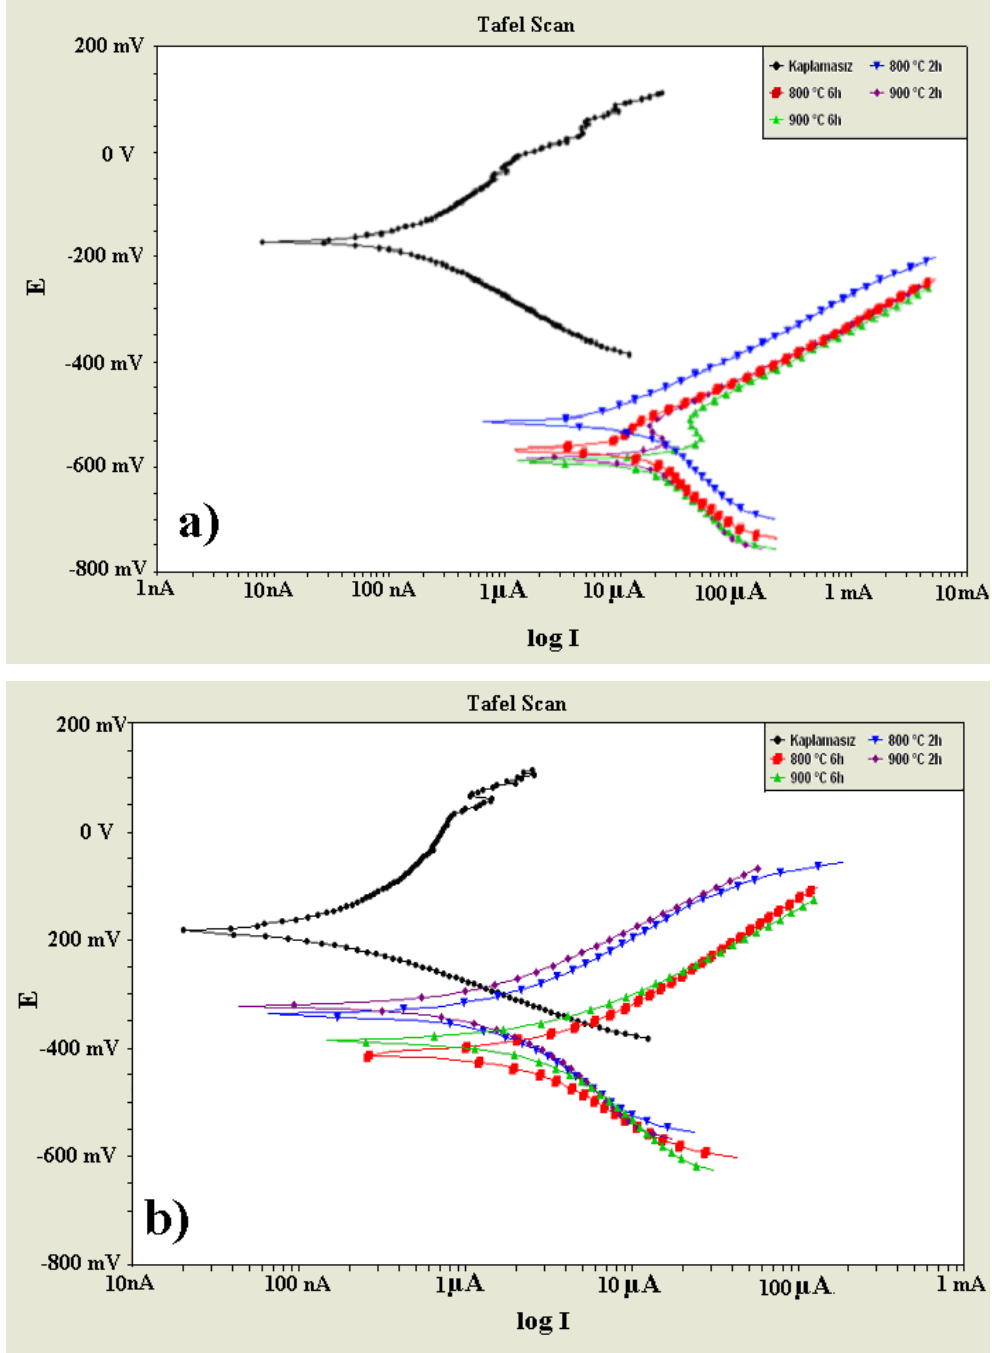 Tafel Scan
200 mV
0 V
-200 mV
-400 mV
-600 mV
-800 mV
E
Kaplamasız
800 °C 2h
800 °C 6h
900 °C 2h
900 °C 6h
a)
1nA
10nA
100 nA
1µA
10 µA
100µA
1 mA
10mA
log I
Tafel Scan
200 mV
0 V
200 mV
-400 mV
-600 mV
-800 mV
E
Kaplamasız
800 °C 2h
800 °C 6h
900 °C 2h
900 °C 6h
b)
10nA
100 nA
1µA
10 µA
100µA.
1 mA
log I